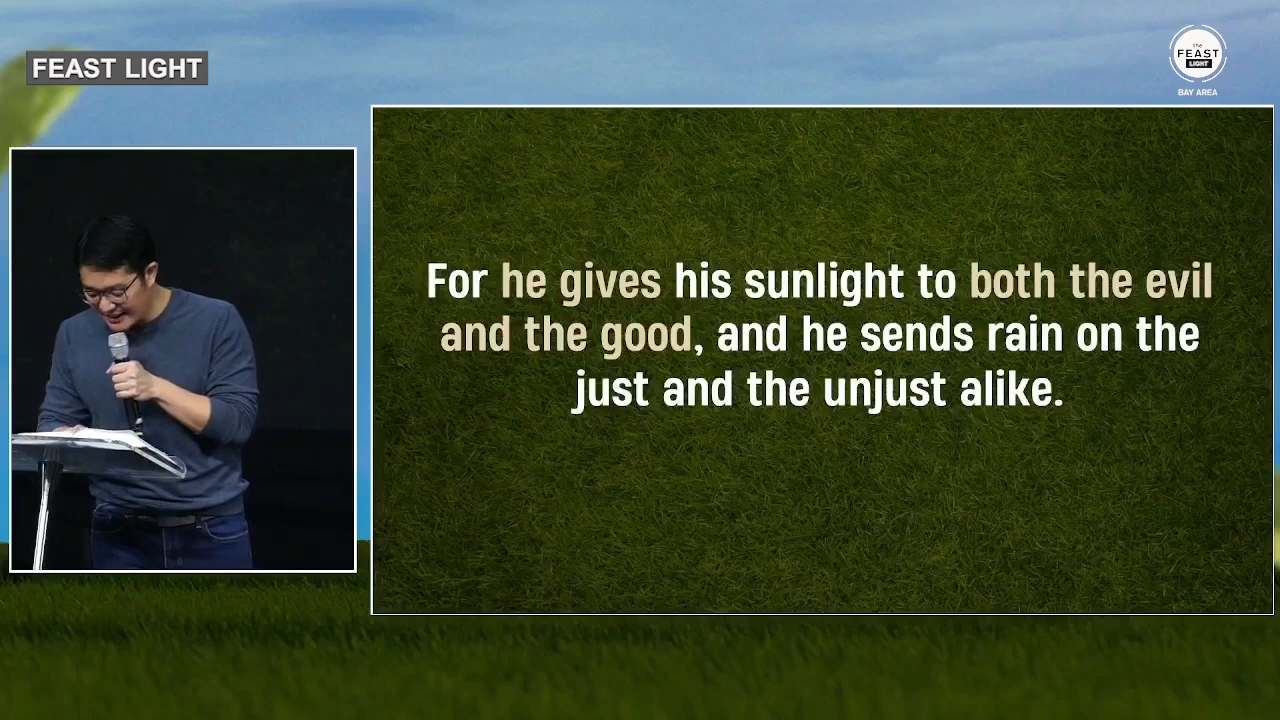 FEAST LIGHT
the
FEAST
LIGHT
BAY AREA
For he gives his sunlight to both the evil
and the good, and he sends rain on the
just and the unjust alike.